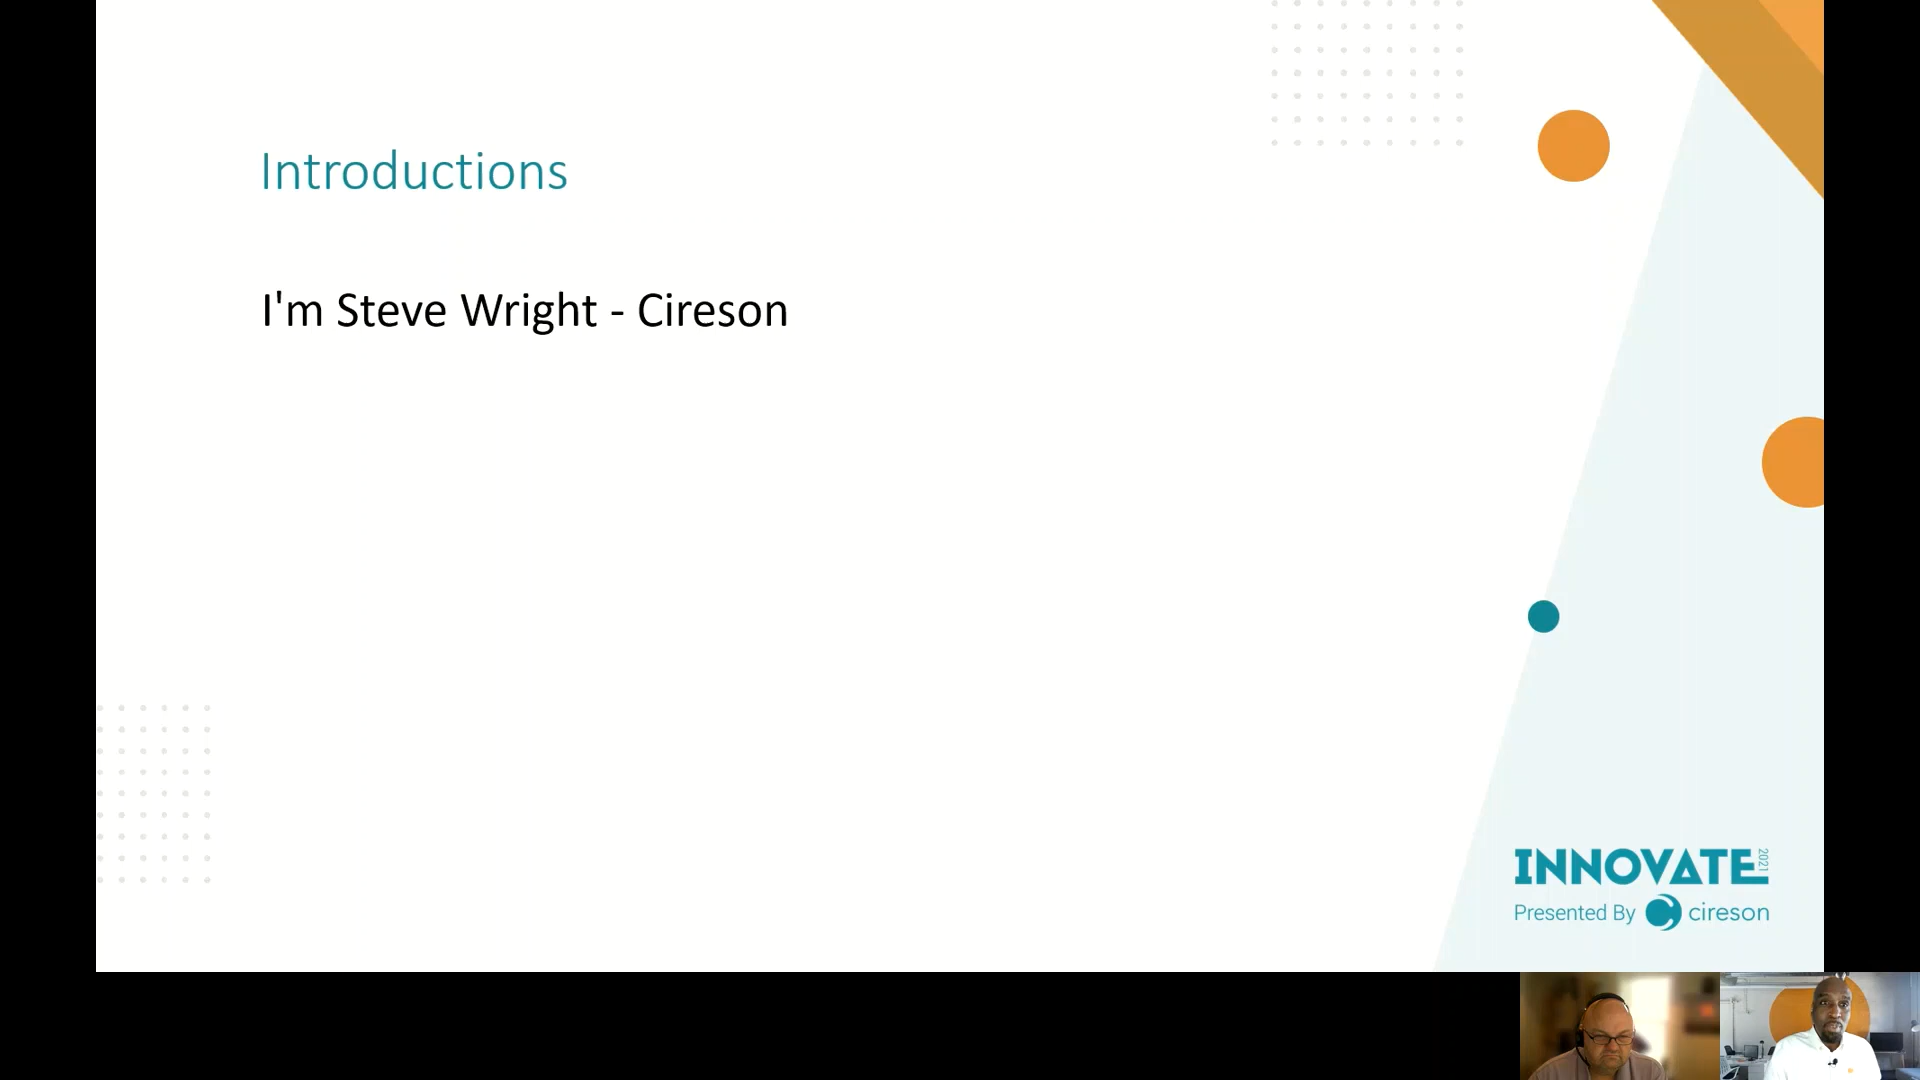 Introductions
I'm Steve Wright - Cireson
INNOVATE 2021
Presented By cireson